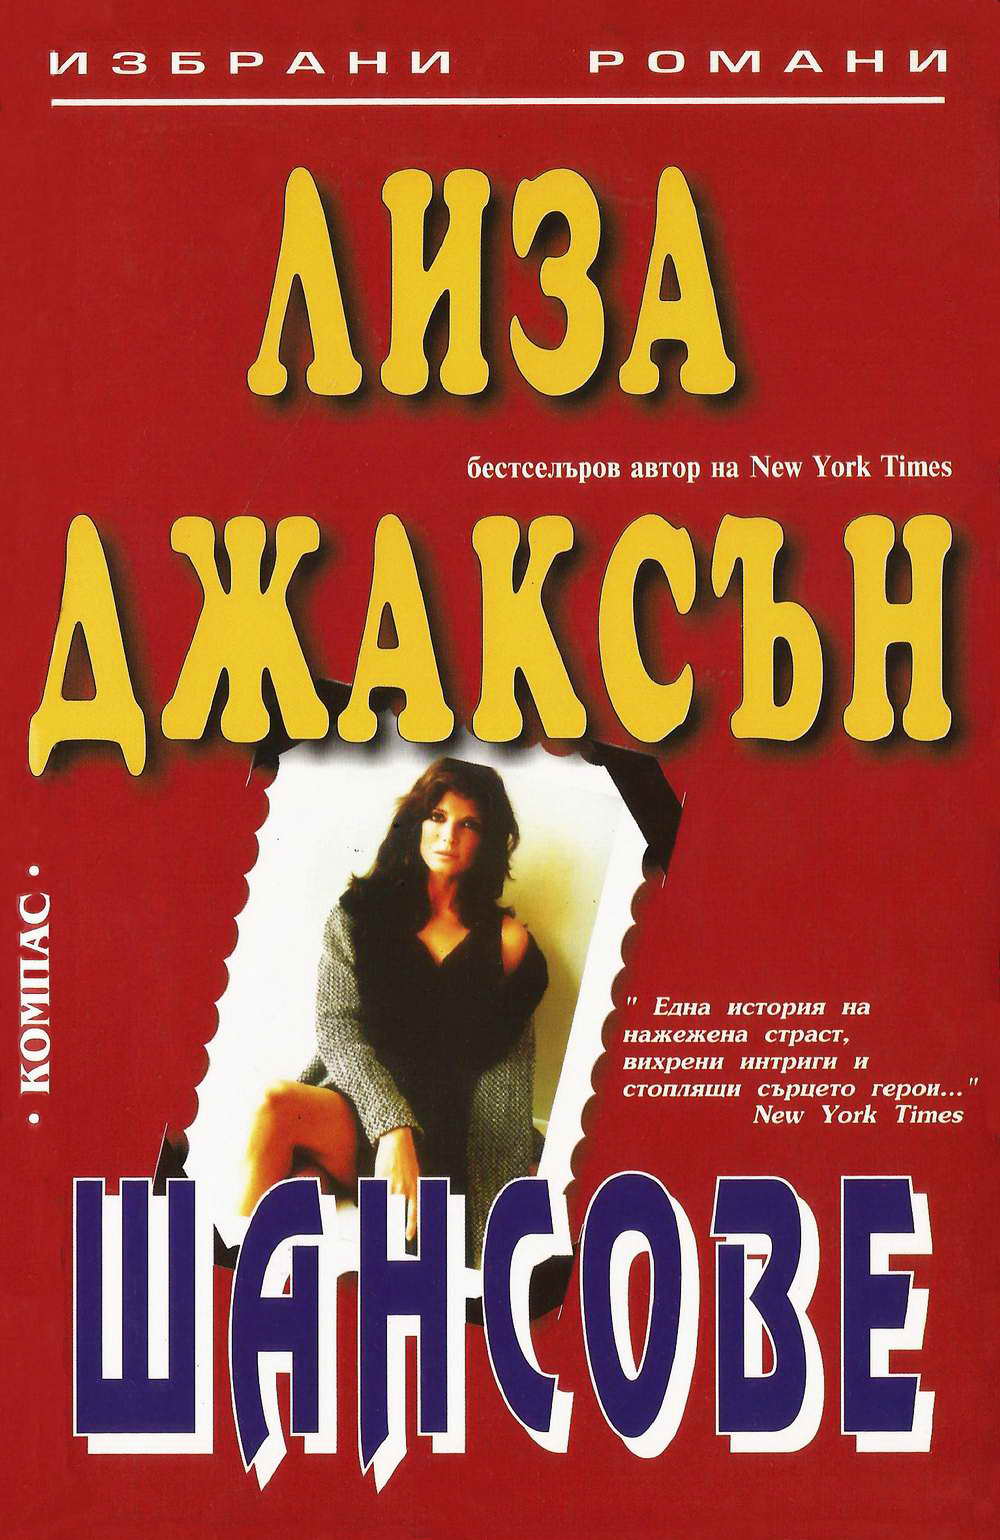 ИЗБРАНИ РОМАНИ
ЛИЗА
бестселъров автор на New York Times
ДЖАКСЪН
• КОМПАС •
" Една история на
нажежена страст,
вихрени интриги и
стоплящи сърцето герои..."
New York Times
ШАНСОВЕ